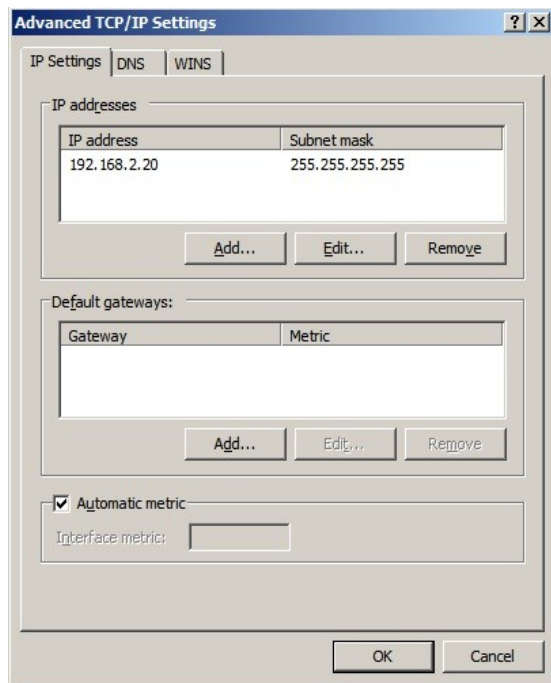 Advanced TCP/IP Settings
IP Settings DNS WINS
IP addresses
IP address Subnet mask
192.168.2.20 255.255.255.255
Add... Edit... Remove
Default gateways:
Gateway Metric
Add... Edit... Remove
Automatic metric
Interface metric:
OK Cancel